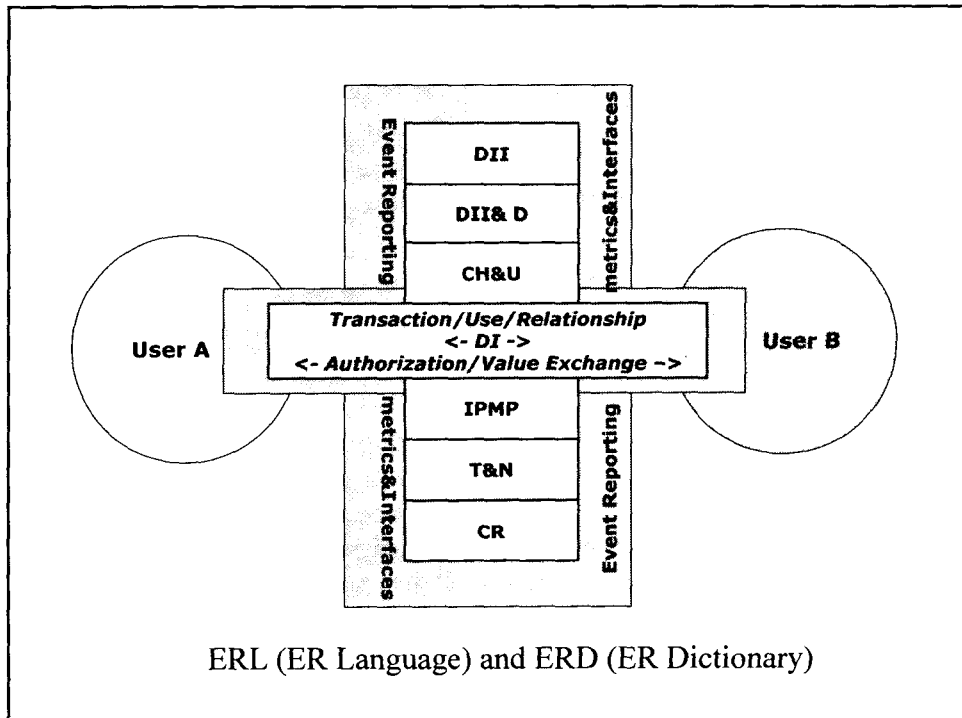 Event Reporting
metrics&Interfaces
DII
DII& D
CH&U
User A
Transaction/Use/Relationship
<- DI ->
<- Authorization/Value Exchange ->
User B
IPMP
T&N
CR
metrics&Interfaces
Event Reporting
ERL (ER Language) and ERD (ER Dictionary)